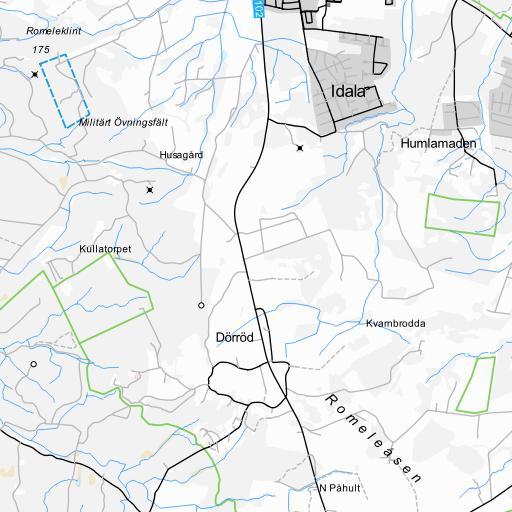 102
Romeleklint
175
Idala
Militärt Övningsfält
Humlamaden
Husagård
Kullatorpet
Kvarnbrodda
Dörröd
Romeleåsen
N Påhult